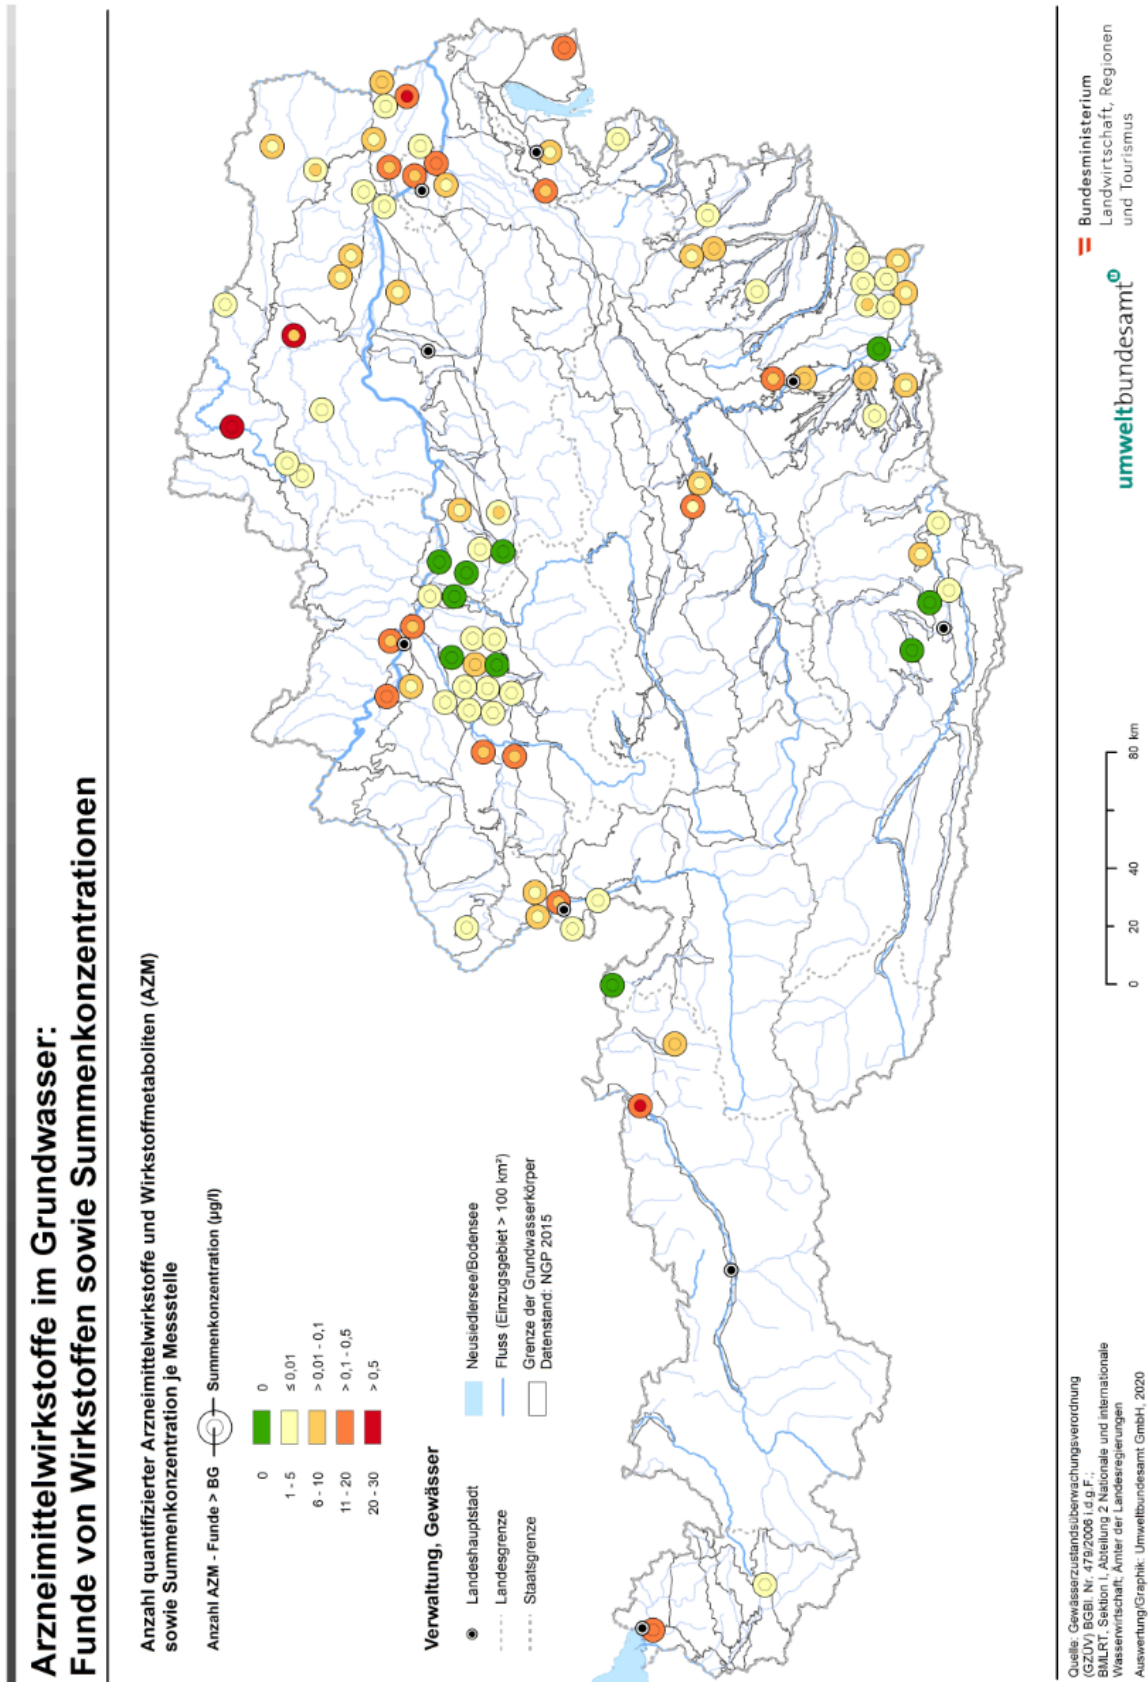 Arzneimittelwirkstoffe im Grundwasser:
Funde von Wirkstoffen sowie Summenkonzentrationen
Anzahl quantifizierter Arzneimittelwirkstoffe und Wirkstoffmetaboliten (AZM)
sowie Summenkonzentration je Messstelle
Anzahl AZM - Funde > BG Summenkonzentration (µg/l)
0 0
1 - 5 ≤ 0,01
6 - 10 > 0,01 - 0,1
11 - 20 > 0,1 - 0,5
20 - 30 > 0,5
Verwaltung, Gewässer
Landeshauptstadt
Landesgrenze
Staatsgrenze
Neusiedlersee/Bodensee
Fluss (Einzugsgebiet > 100 km²)
Grenze der Grundwasserkörper
Datenstand: NGP 2015
0 20 40 80 km
Quelle: Gewässerzustandsüberwachungsverordnung
(GZÜV) BGBl. Nr. 479/2006 i.d.g.F.;
BMLRT, Sektion I, Abteilung 2 Nationale und internationale
Wasserwirtschaft; Ämter der Landesregierungen
Auswertung/Graphik: Umweltbundesamt GmbH, 2020
umweltbundesamt
Bundesministerium
Landwirtschaft, Regionen
und Tourismus